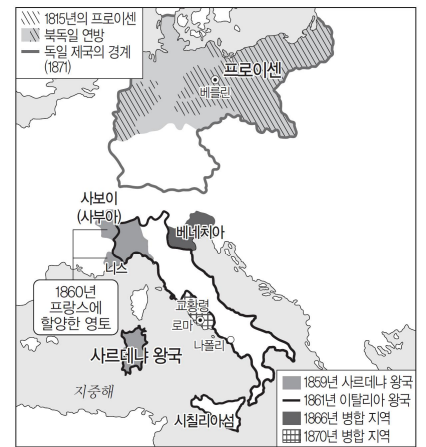 1815년의 프로이센
북독일 연방
독일 제국의 경계
(1871)
프로이센
베를린
사보이
(사부아)
베네치아
니스
1860년
프랑스에
할양한 영토
교황령
로마
나폴리
사르데냐 왕국
지중해
시칠리아섬
1859년 사르데냐 왕국
1861년 이탈리아 왕국
1866년 병합 지역
1870년 병합 지역